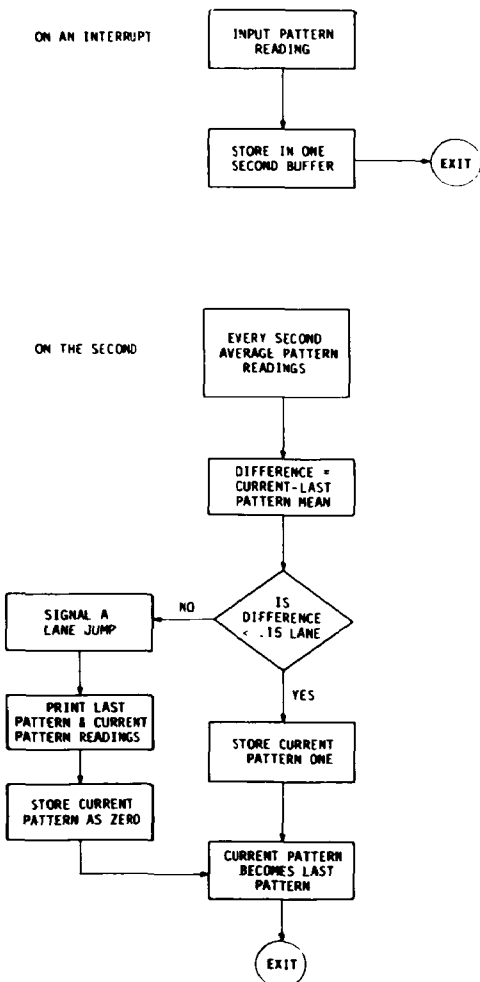 ON AN INTERRUPT
INPUT PATTERN
READING
STORE IN ONE
SECOND BUFFER
EXIT
ON THE SECOND
EVERY SECOND
AVERAGE PATTERN
READINGS
DIFFERENCE =
CURRENT-LAST
PATTERN MEAN
IS
DIFFERENCE
< .15 LANE
NO
SIGNAL A
LANE JUMP
PRINT LAST
PATTERN & CURRENT
PATTERN READINGS
STORE CURRENT
PATTERN AS ZERO
YES
STORE CURRENT
PATTERN ONE
CURRENT PATTERN
BECOMES LAST
PATTERN
EXIT